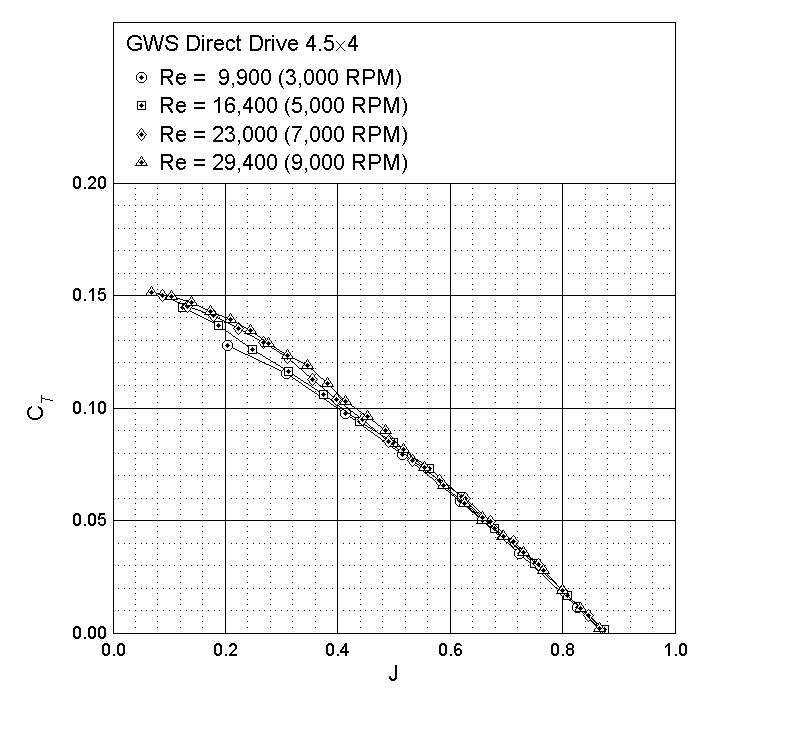 GWS Direct Drive 4.5×4
Re = 9,900 (3,000 RPM)
Re = 16,400 (5,000 RPM)
Re = 23,000 (7,000 RPM)
Re = 29,400 (9,000 RPM)
0.20
0.15
0.10
0.05
0.00
C_T
0.0 0.2 0.4 0.6 0.8 1.0
J